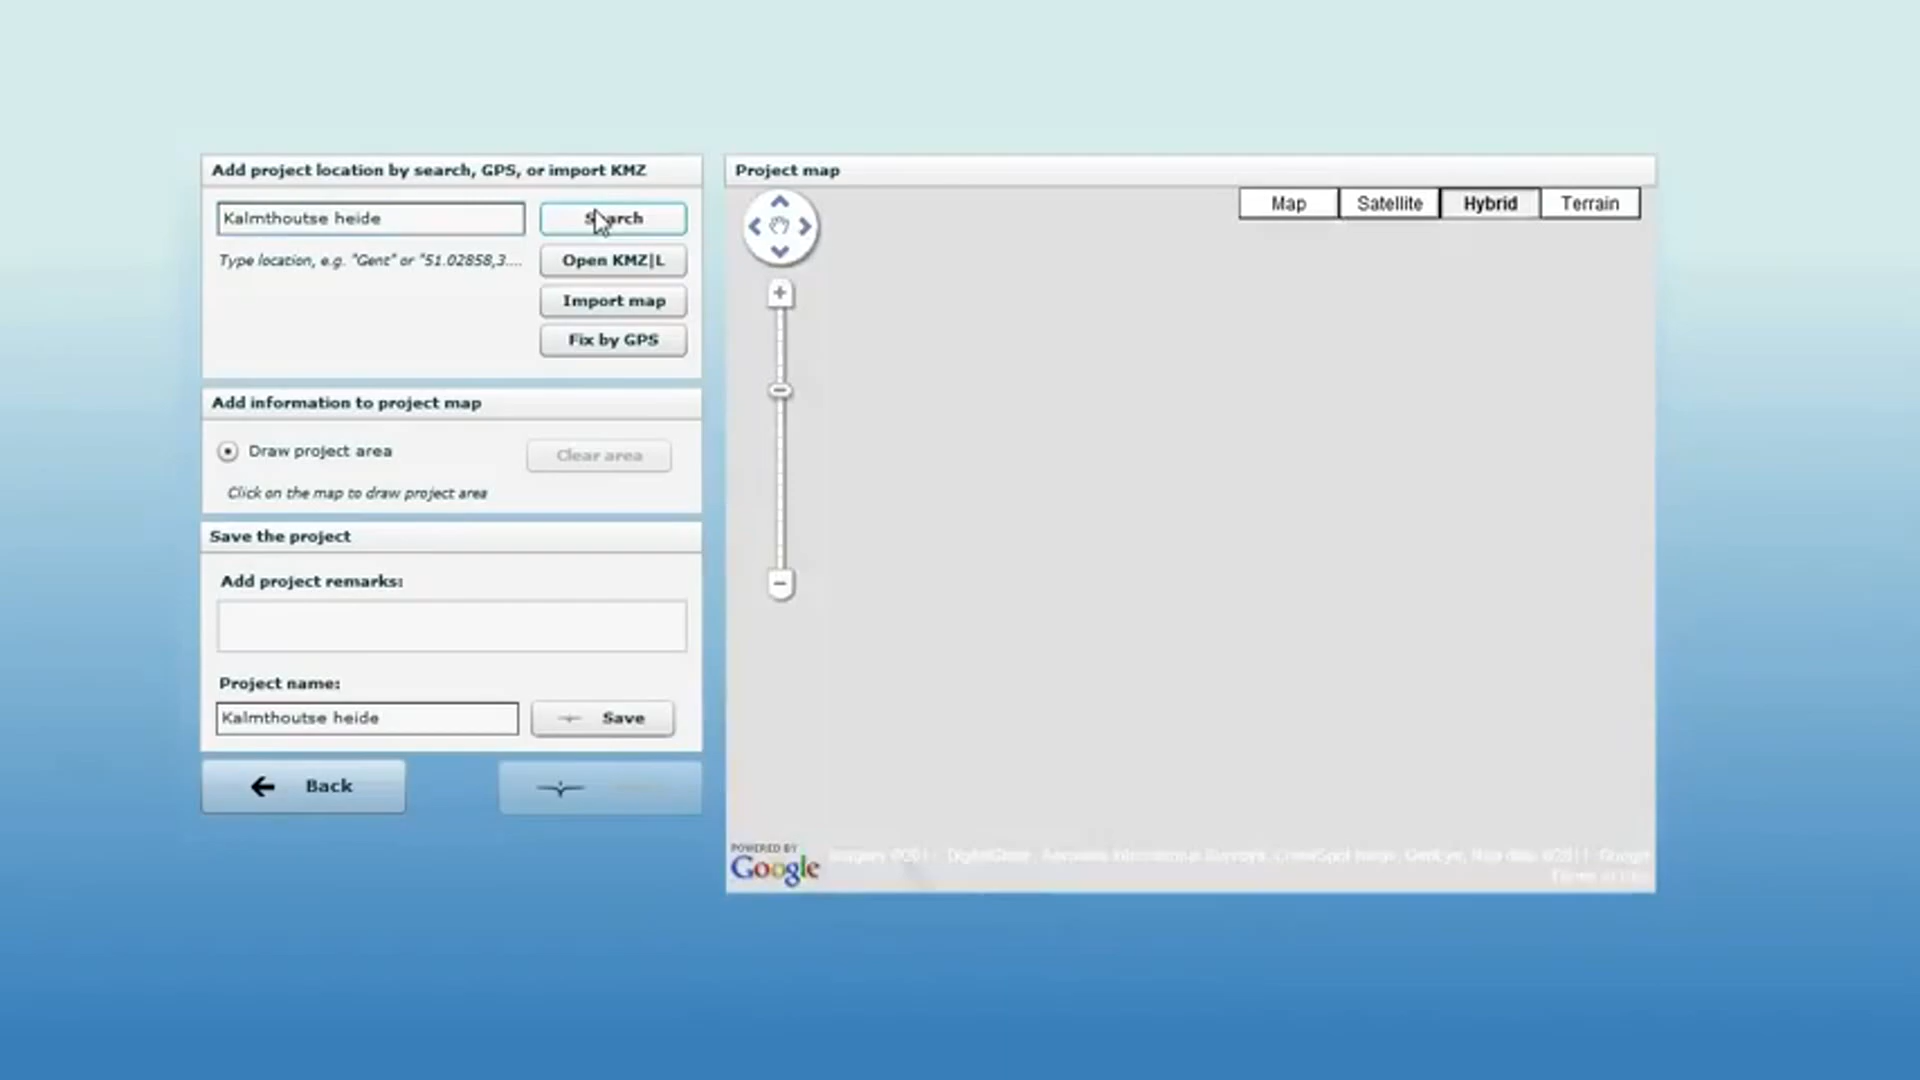 Add project location by search, GPS, or import KMZ
Kalmthoutse heide
Search
Type location, e.g. "Gent" or "51.02858,3....
Open KMZ|L
Import map
Fix by GPS
Add information to project map
Draw project area
Clear area
Click on the map to draw project area
Save the project
Add project remarks:
Project name:
Kalmthoutse heide
Save
Back
Project map
Map
Satellite
Hybrid
Terrain
POWERED BY
Google